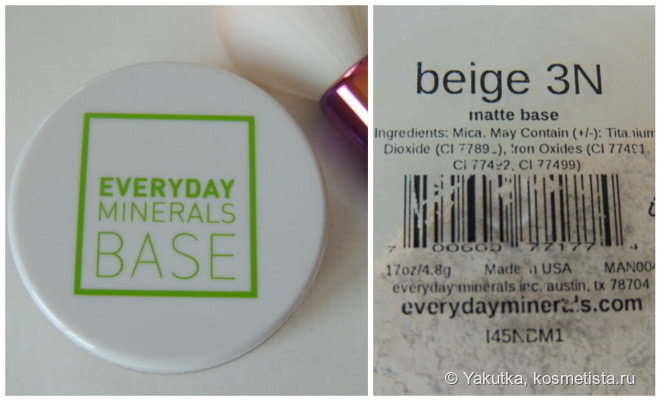 EVERYDAY
MINERALS
BASE
beige 3N
matte base
Ingredients: Mica. May Contain (+/-): Titanium
Dioxide (CI 7789), Iron Oxides (CI 77491,
CI 77492, CI 77499)
.17oz/4.8g Made in USA MAN004
everyday minerals inc. austin, tx 78704
everydayminerals.com
© Yakutka, kosmetista.ru